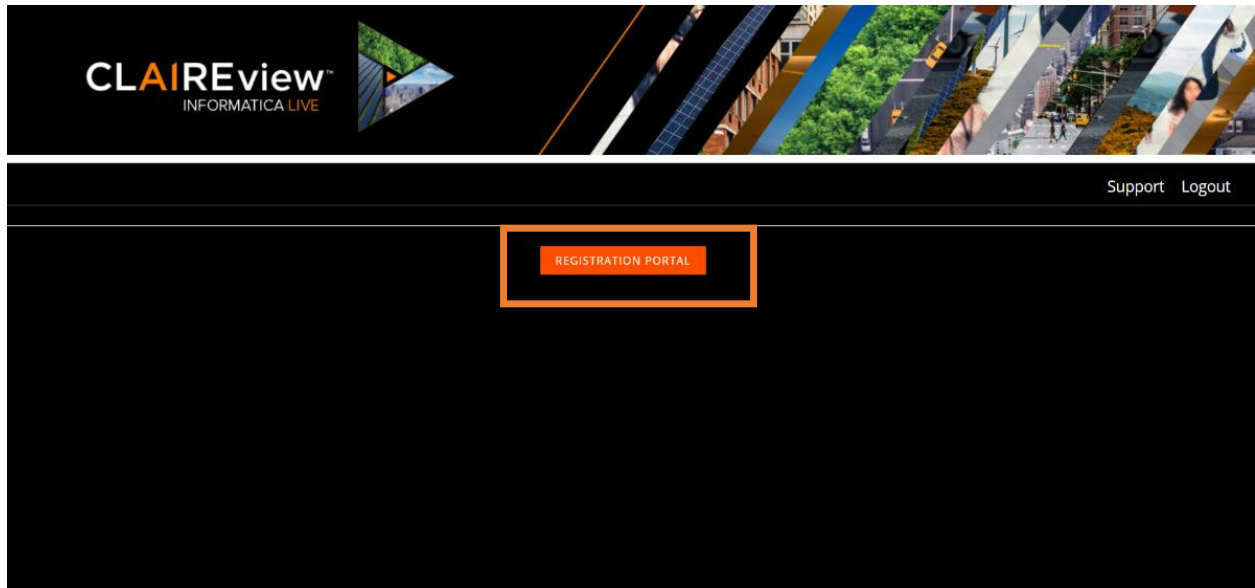 CLAIREview™
INFORMATICA LIVE
Support Logout
REGISTRATION PORTAL